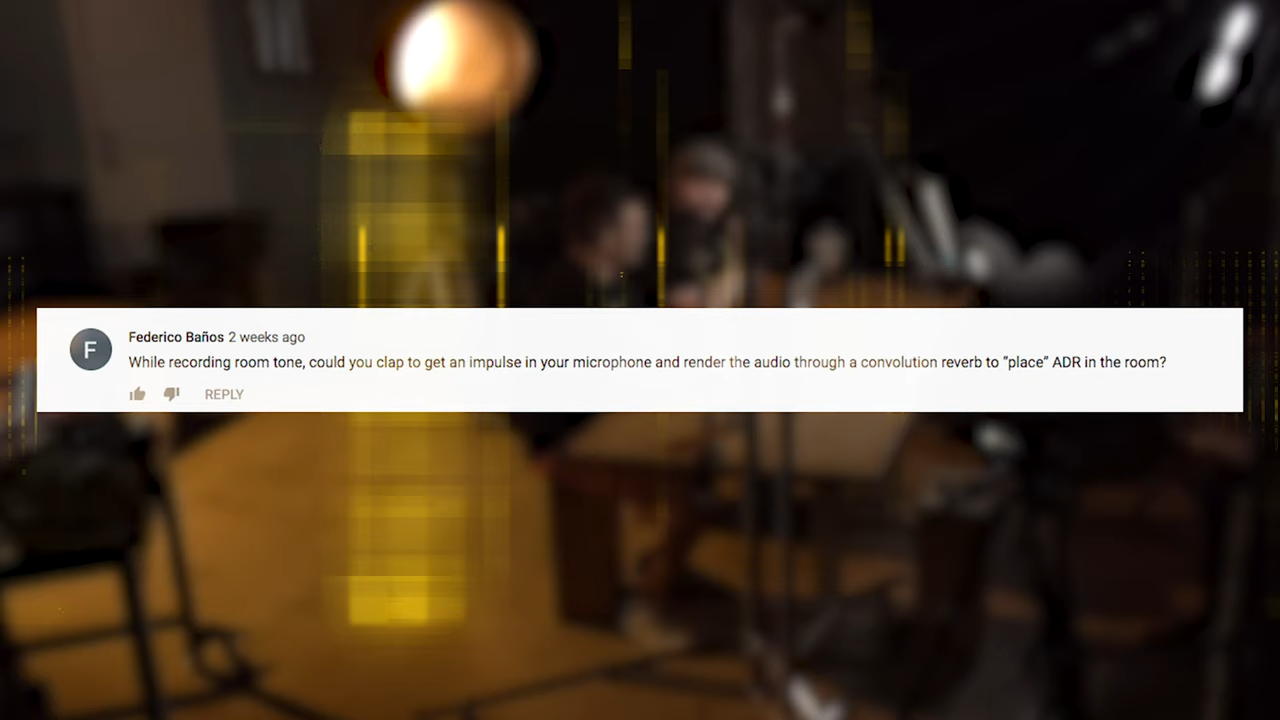 F
Federico Baños 2 weeks ago
While recording room tone, could you clap to get an impulse in your microphone and render the audio through a convolution reverb to "place" ADR in the room?
REPLY